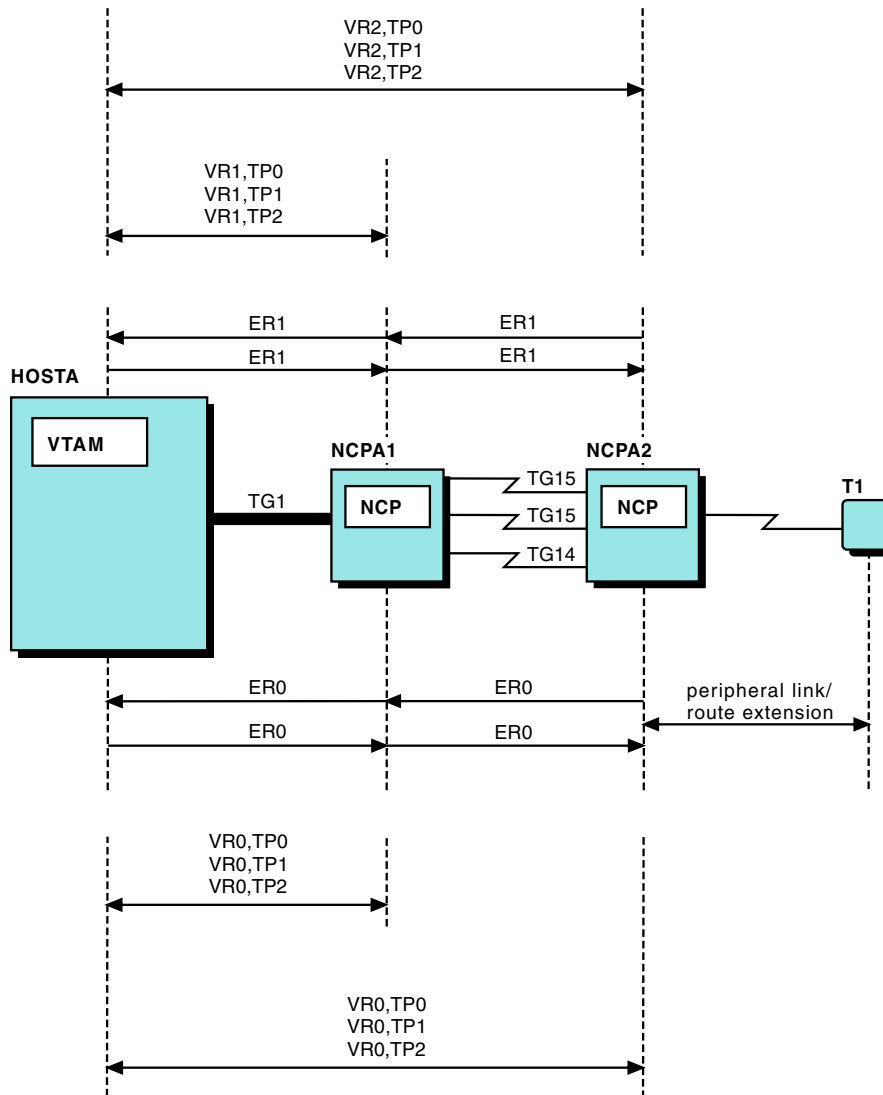 VR2,TP0
VR2,TP1
VR2,TP2
VR1,TP0
VR1,TP1
VR1,TP2
ER1
ER1
ER1
ER1
HOSTA
VTAM
NCPA1
NCPA2
T1
TG1
NCP
TG15
TG15
TG14
NCP
ER0
ER0
peripheral link/
route extension
ER0
ER0
VR0,TP0
VR0,TP1
VR0,TP2
VR0,TP0
VR0,TP1
VR0,TP2